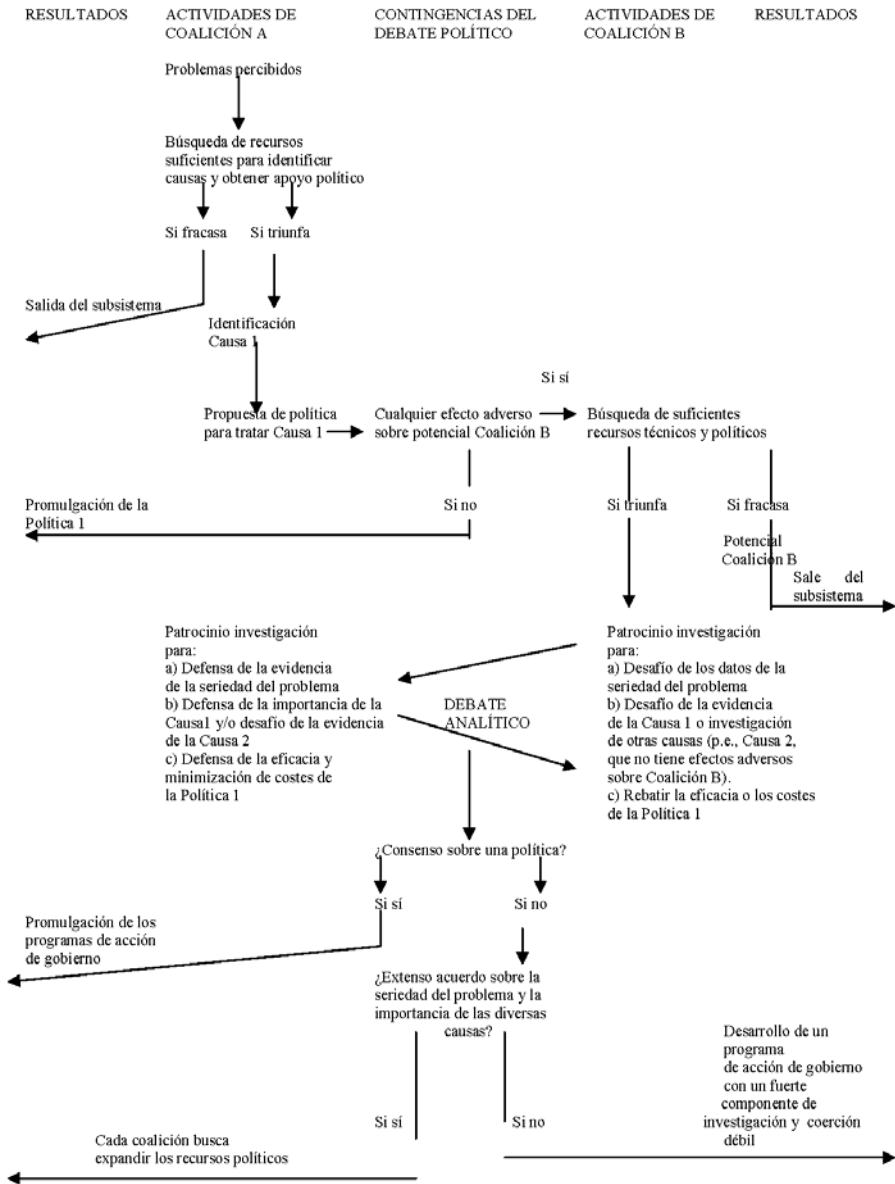 RESULTADOS
ACTIVIDADES DE
COALICIÓN A
CONTINGENCIAS DEL
DEBATE POLÍTICO
ACTIVIDADES DE
COALICIÓN B
RESULTADOS
Problemas percibidos
Búsqueda de recursos
suficientes para identificar
causas y obtener apoyo político
Si fracasa
Si triunfa
Salida del subsistema
Identificación
Causa 1
Si sí
Propuesta de política
para tratar Causa 1
Cualquier efecto adverso
sobre potencial Coalición B
Búsqueda de suficientes
recursos técnicos y políticos
Promulgación de la
Política 1
Si no
Si triunfa
Si fracasa
Potencial
Coalición B
Sale del
subsistema
Patrocinio investigación
para:
a) Defensa de la evidencia
de la seriedad del problema
b) Defensa de la importancia de la
Causa1 y/o desafío de la evidencia
de la Causa 2
c) Defensa de la eficacia y
minimización de costes de
la Política 1
DEBATE
ANALÍTICO
Patrocinio investigación
para:
a) Desafío de los datos de la
seriedad del problema
b) Desafío de la evidencia
de la Causa 1 o investigación
de otras causas (p.e., Causa 2,
que no tiene efectos adversos
sobre Coalición B).
c) Rebatir la eficacia o los costes
de la Política 1
¿Consenso sobre una política?
Si sí
Si no
Promulgación de los
programas de acción
de gobierno
¿Extenso acuerdo sobre la
seriedad del problema y la
importancia de las diversas
causas?
Desarrollo de un
programa
de acción de gobierno
con un fuerte
componente de
investigación y coerción
débil
Si sí
Si no
Cada coalición busca
expandir los recursos políticos